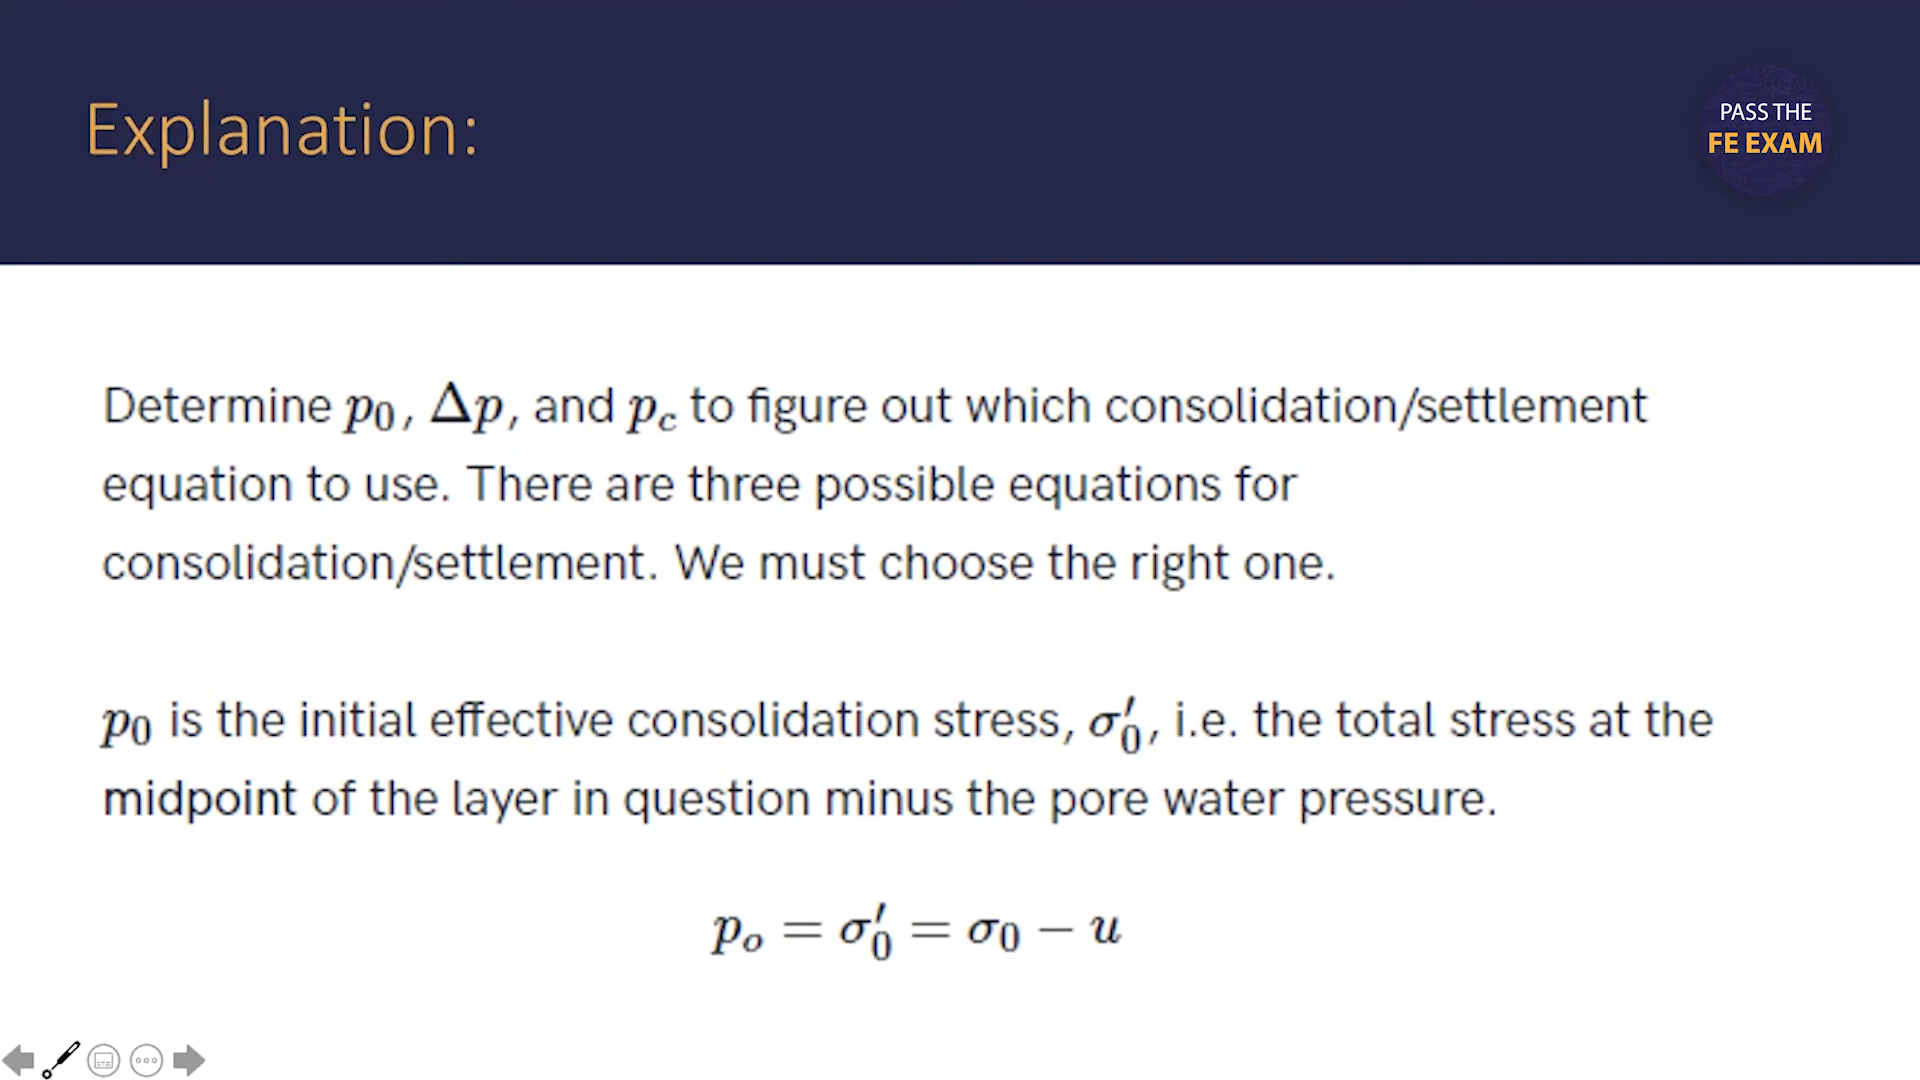 Explanation:
PASS THE
FE EXAM
Determine p₀, Δp, and p_c to figure out which consolidation/settlement
equation to use. There are three possible equations for
consolidation/settlement. We must choose the right one.
p₀ is the initial effective consolidation stress, σ′₀, i.e. the total stress at the
midpoint of the layer in question minus the pore water pressure.
pₒ = σ′₀ = σ₀ − u